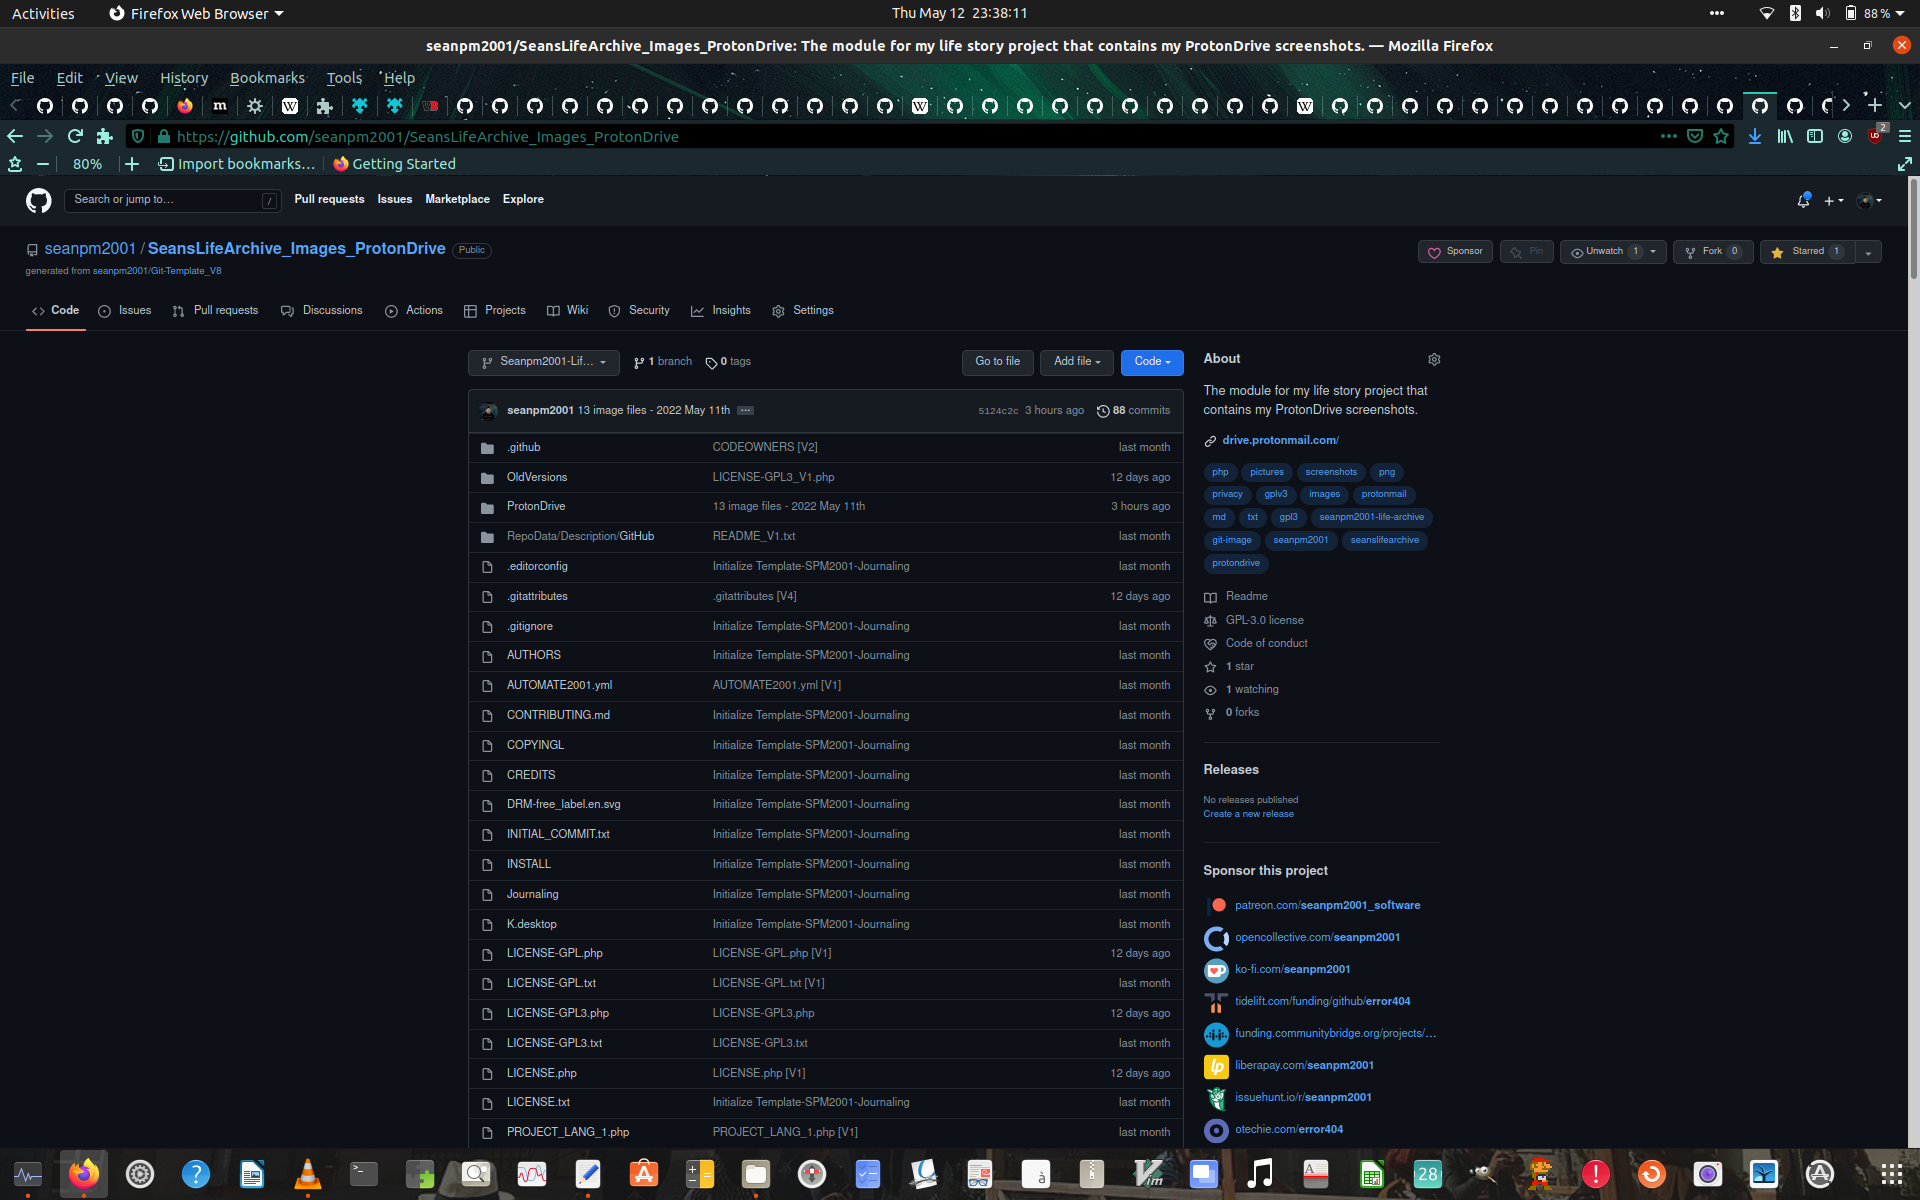 Activities
Firefox Web Browser
Thu May 12 23:38:11
88 %
seanpm2001/SeansLifeArchive_Images_ProtonDrive: The module for my life story project that contains my ProtonDrive screenshots. — Mozilla Firefox
File Edit View History Bookmarks Tools Help
https://github.com/seanpm2001/SeansLifeArchive_Images_ProtonDrive
2
80%
Import bookmarks...
Getting Started
Search or jump to...
/
Pull requests Issues Marketplace Explore
seanpm2001 / SeansLifeArchive_Images_ProtonDrive Public
generated from seanpm2001/Git-Template_V8
Sponsor
Pin
Unwatch 1
Fork 0
Starred 1
Code Issues Pull requests Discussions Actions Projects Wiki Security Insights Settings
Seanpm2001-Lif...
1 branch
0 tags
Go to file
Add file
Code
seanpm2001 13 image files - 2022 May 11th ... 5124c2c 3 hours ago 88 commits
.github CODEOWNERS [V2] last month
OldVersions LICENSE-GPL3_V1.php 12 days ago
ProtonDrive 13 image files - 2022 May 11th 3 hours ago
RepoData/Description/GitHub README_V1.txt last month
.editorconfig Initialize Template-SPM2001-Journaling last month
.gitattributes .gitattributes [V4] 12 days ago
.gitignore Initialize Template-SPM2001-Journaling last month
AUTHORS Initialize Template-SPM2001-Journaling last month
AUTOMATE2001.yml AUTOMATE2001.yml [V1] last month
CONTRIBUTING.md Initialize Template-SPM2001-Journaling last month
COPYINGL Initialize Template-SPM2001-Journaling last month
CREDITS Initialize Template-SPM2001-Journaling last month
DRM-free_label.en.svg Initialize Template-SPM2001-Journaling last month
INITIAL_COMMIT.txt Initialize Template-SPM2001-Journaling last month
INSTALL Initialize Template-SPM2001-Journaling last month
Journaling Initialize Template-SPM2001-Journaling last month
K.desktop Initialize Template-SPM2001-Journaling last month
LICENSE-GPL.php LICENSE-GPL.php [V1] 12 days ago
LICENSE-GPL.txt LICENSE-GPL.txt [V1] last month
LICENSE-GPL3.php LICENSE-GPL3.php 12 days ago
LICENSE-GPL3.txt LICENSE-GPL3.txt last month
LICENSE.php LICENSE.php [V1] 12 days ago
LICENSE.txt Initialize Template-SPM2001-Journaling last month
PROJECT_LANG_1.php PROJECT_LANG_1.php [V1] last month
About
The module for my life story project that
contains my ProtonDrive screenshots.
drive.protonmail.com/
php pictures screenshots png
privacy gplv3 images protonmail
md txt gpl3 seanpm2001-life-archive
git-image seanpm2001 seanslifearchive
protondrive
Readme
GPL-3.0 license
Code of conduct
1 star
1 watching
0 forks
Releases
No releases published
Create a new release
Sponsor this project
patreon.com/seanpm2001_software
opencollective.com/seanpm2001
ko-fi.com/seanpm2001
tidelift.com/funding/github/error404
funding.communitybridge.org/projects/...
liberapay.com/seanpm2001
issuehunt.io/r/seanpm2001
otechie.com/error404
28